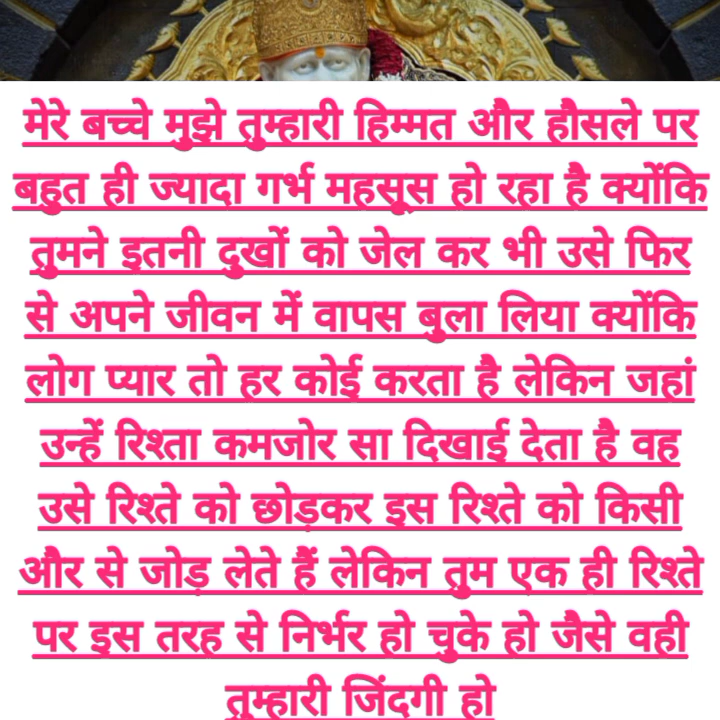 मेरे बच्चे मुझे तुम्हारी हिम्मत और हौसले पर
बहुत ही ज्यादा गर्भ महसूस हो रहा है क्योंकि
तुमने इतनी दुखों को जेल कर भी उसे फिर
से अपने जीवन में वापस बुला लिया क्योंकि
लोग प्यार तो हर कोई करता है लेकिन जहां
उन्हें रिश्ता कमजोर सा दिखाई देता है वह
उसे रिश्ते को छोड़कर इस रिश्ते को किसी
और से जोड़ लेते हैं लेकिन तुम एक ही रिश्ते
पर इस तरह से निर्भर हो चुके हो जैसे वही
तुम्हारी जिंदगी हो